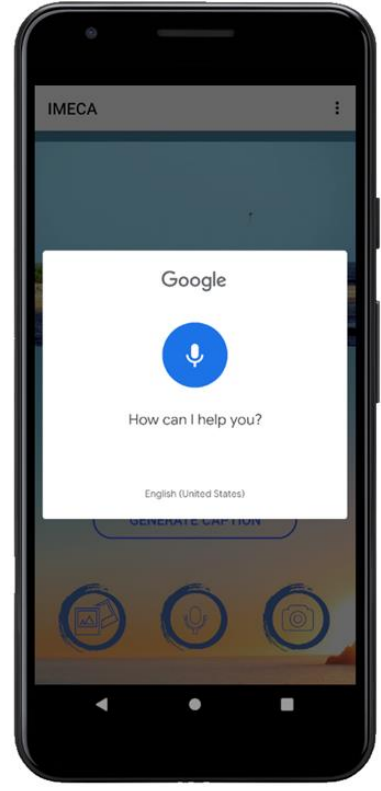 IMECA
Google
How can I help you?
English (United States)
GENERATE CAPTION